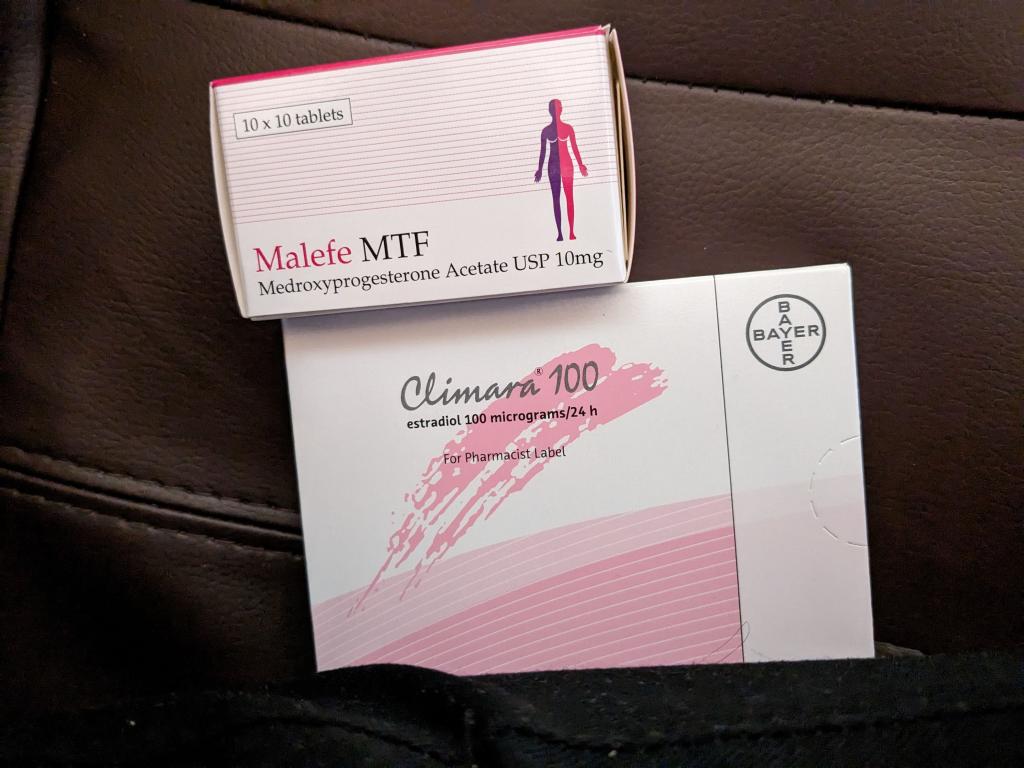 10 x 10 tablets
Malefe MTF
Medroxyprogesterone Acetate USP 10mg
Climara® 100
estradiol 100 micrograms/24 h
For Pharmacist Label
BAYER
BAYER